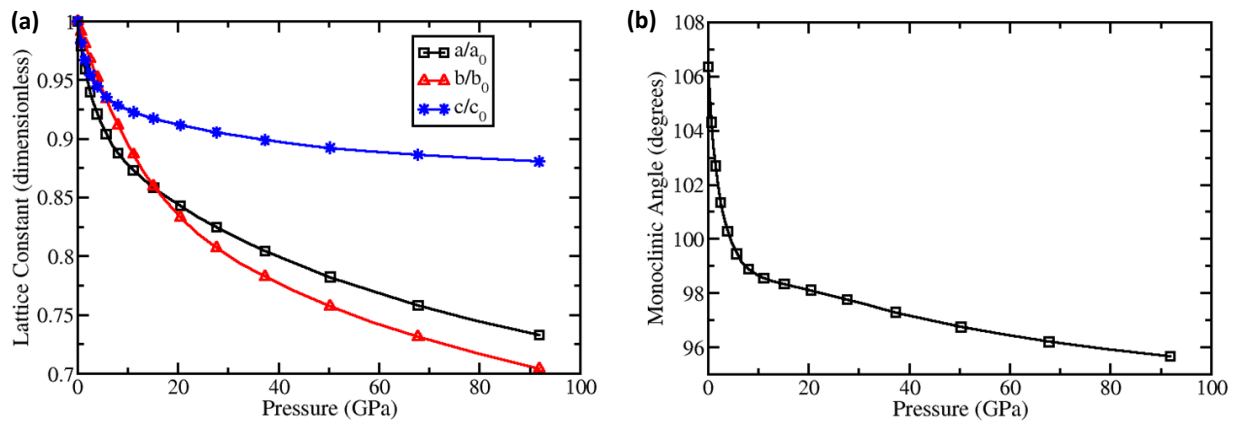 (a)
1
0.95
0.9
0.85
0.8
0.75
0.7
Lattice Constant (dimensionless)
a/a0
b/b0
c/c0
0 20 40 60 80 100
Pressure (GPa)
(b)
108
106
104
102
100
98
96
Monoclinic Angle (degrees)
0 20 40 60 80 100
Pressure (GPa)